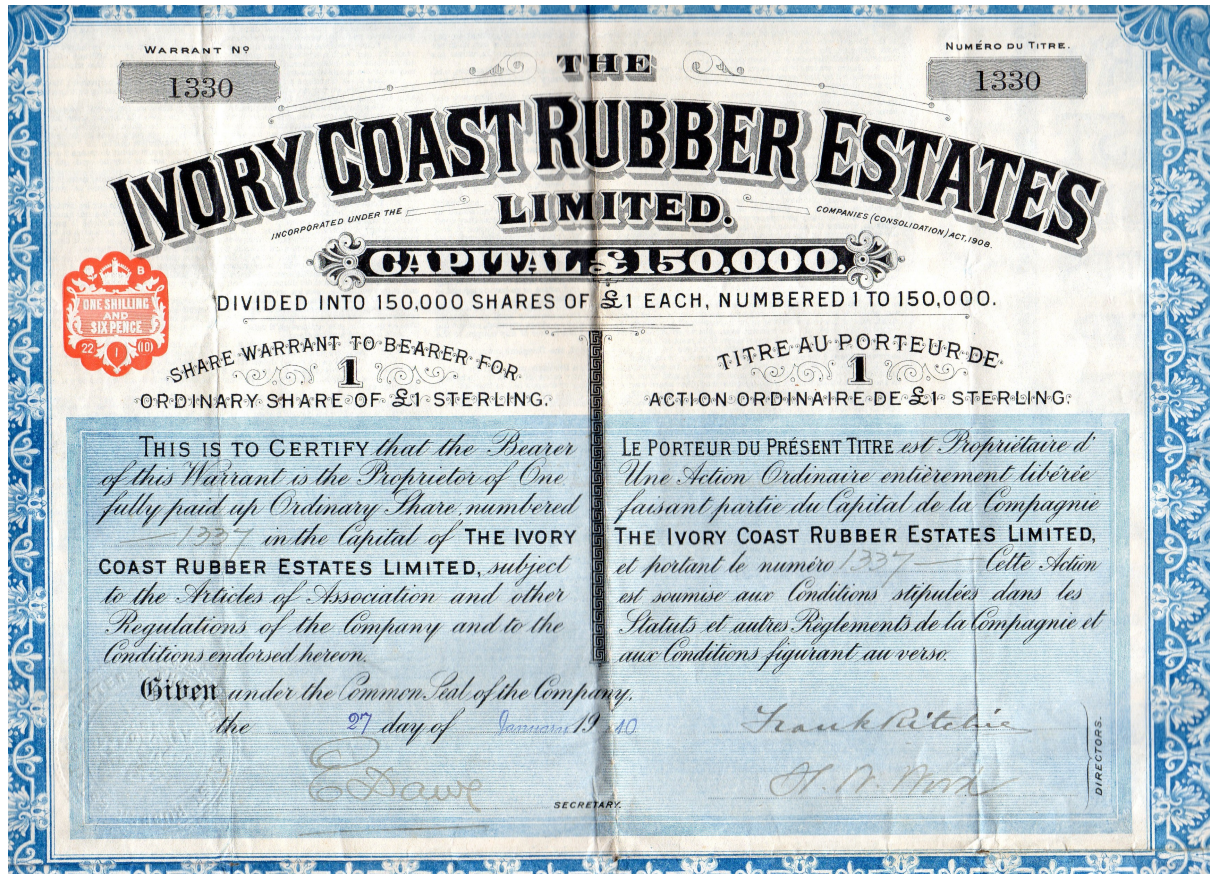 WARRANT Nº
1330
NUMÉRO DU TITRE.
1330
THE
IVORY COAST RUBBER ESTATES
LIMITED.
INCORPORATED UNDER THE
COMPANIES (CONSOLIDATION) ACT, 1908.
CAPITAL £150,000,
DIVIDED INTO 150,000 SHARES OF £1 EACH, NUMBERED 1 TO 150,000.
B
ONE SHILLING
AND
SIX PENCE
22 1 (10)
SHARE WARRANT TO BEARER FOR
1
ORDINARY SHARE OF £1 STERLING.
THIS IS TO CERTIFY that the Bearer
of this Warrant is the Proprietor of One
fully paid up Ordinary Share, numbered
1337 in the Capital of THE IVORY
COAST RUBBER ESTATES LIMITED, subject
to the Articles of Association and other
Regulations of the Company and to the
Conditions endorsed hereon.
TITRE AU PORTEUR DE
1
ACTION ORDINAIRE DE £1 STERLING.
LE PORTEUR DU PRÉSENT TITRE est Propriétaire d'
Une Action Ordinaire entièrement libérée
faisant partie du Capital de la Compagnie
THE IVORY COAST RUBBER ESTATES LIMITED,
et portant le numéro 1337 Cette Action
est soumise aux Conditions stipulées dans les
Statuts et autres Règlements de la Compagnie et
aux Conditions figurant au verso.
Given under the Common Seal of the Company,
the 27 day of January 19 10
Frank Ritchie
E Dawe
H. W. Wood
SECRETARY.
DIRECTORS.